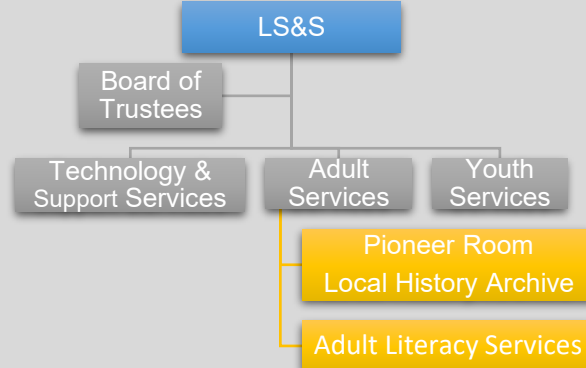 LS&S
Board of
Trustees
Technology &
Support Services
Adult
Services
Youth
Services
Pioneer Room
Local History Archive
Adult Literacy Services